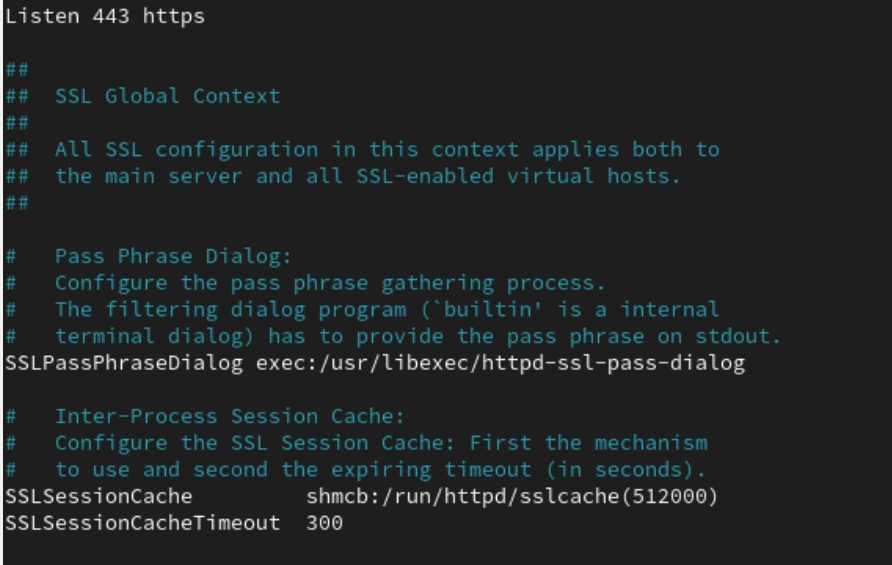 Listen 443 https
##
##  SSL Global Context
##
##  All SSL configuration in this context applies both to
##  the main server and all SSL-enabled virtual hosts.
##
#   Pass Phrase Dialog:
#   Configure the pass phrase gathering process.
#   The filtering dialog program (`builtin' is a internal
#   terminal dialog) has to provide the pass phrase on stdout.
SSLPassPhraseDialog exec:/usr/libexec/httpd-ssl-pass-dialog
#   Inter-Process Session Cache:
#   Configure the SSL Session Cache: First the mechanism
#   to use and second the expiring timeout (in seconds).
SSLSessionCache         shmcb:/run/httpd/sslcache(512000)
SSLSessionCacheTimeout  300